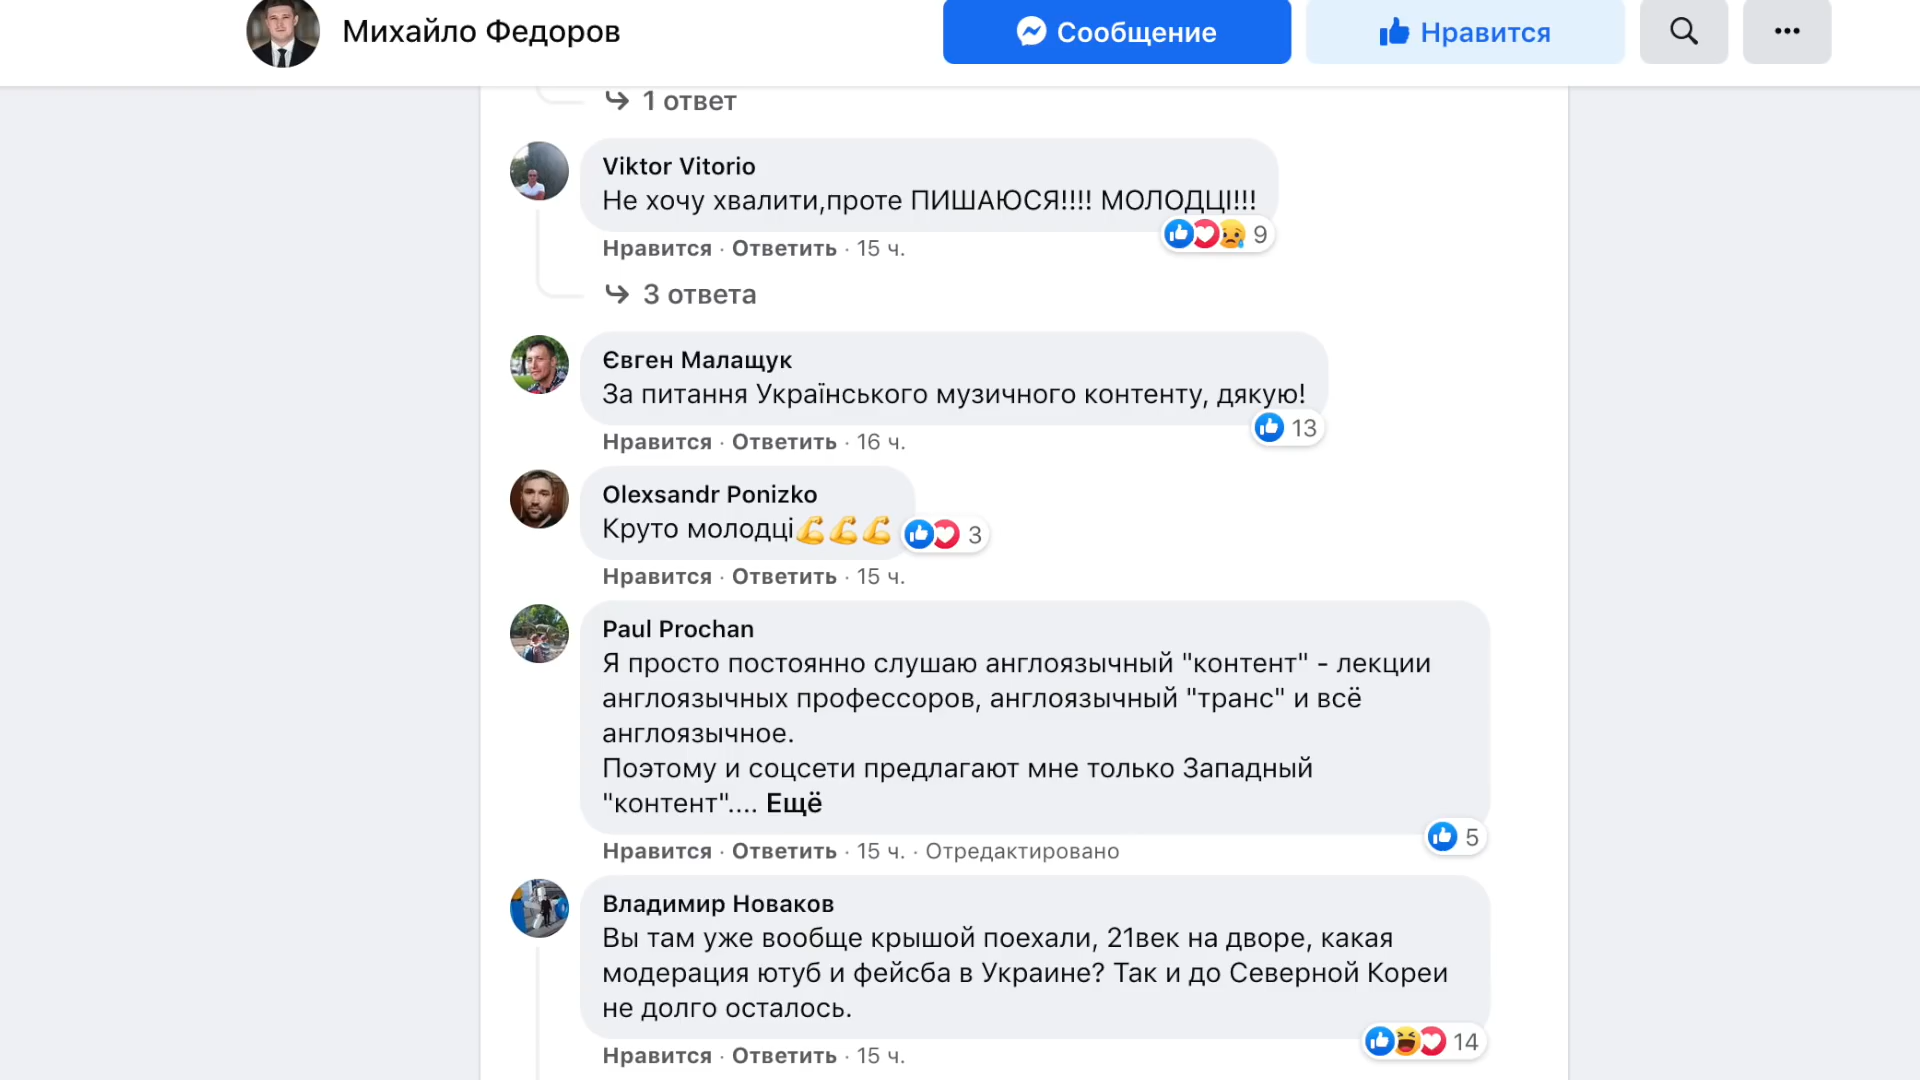 Михайло Федоров
Сообщение
Нравится
1 ответ
Viktor Vitorio
Не хочу хвалити,проте ПИШАЮСЯ!!!! МОЛОДЦІ!!!
9
Нравится · Ответить · 15 ч.
3 ответа
Євген Малащук
За питання Українського музичного контенту, дякую!
13
Нравится · Ответить · 16 ч.
Olexsandr Ponizko
Круто молодці💪💪💪
3
Нравится · Ответить · 15 ч.
Paul Prochan
Я просто постоянно слушаю англоязычный "контент" - лекции
англоязычных профессоров, англоязычный "транс" и всё
англоязычное.
Поэтому и соцсети предлагают мне только Западный
"контент".... Ещё
5
Нравится · Ответить · 15 ч. · Отредактировано
Владимир Новаков
Вы там уже вообще крышой поехали, 21век на дворе, какая
модерация ютуб и фейсба в Украине? Так и до Северной Кореи
не долго осталось.
14
Нравится · Ответить · 15 ч.